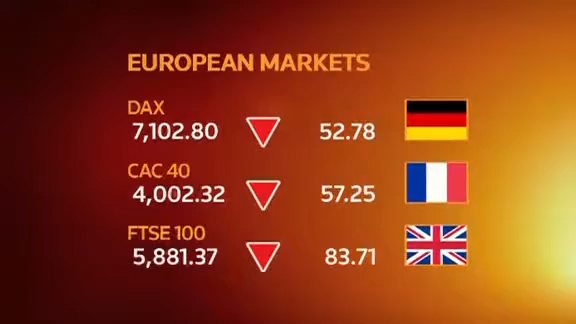 EUROPEAN MARKETS
DAX
7,102.80 52.78
CAC 40
4,002.32 57.25
FTSE 100
5,881.37 83.71